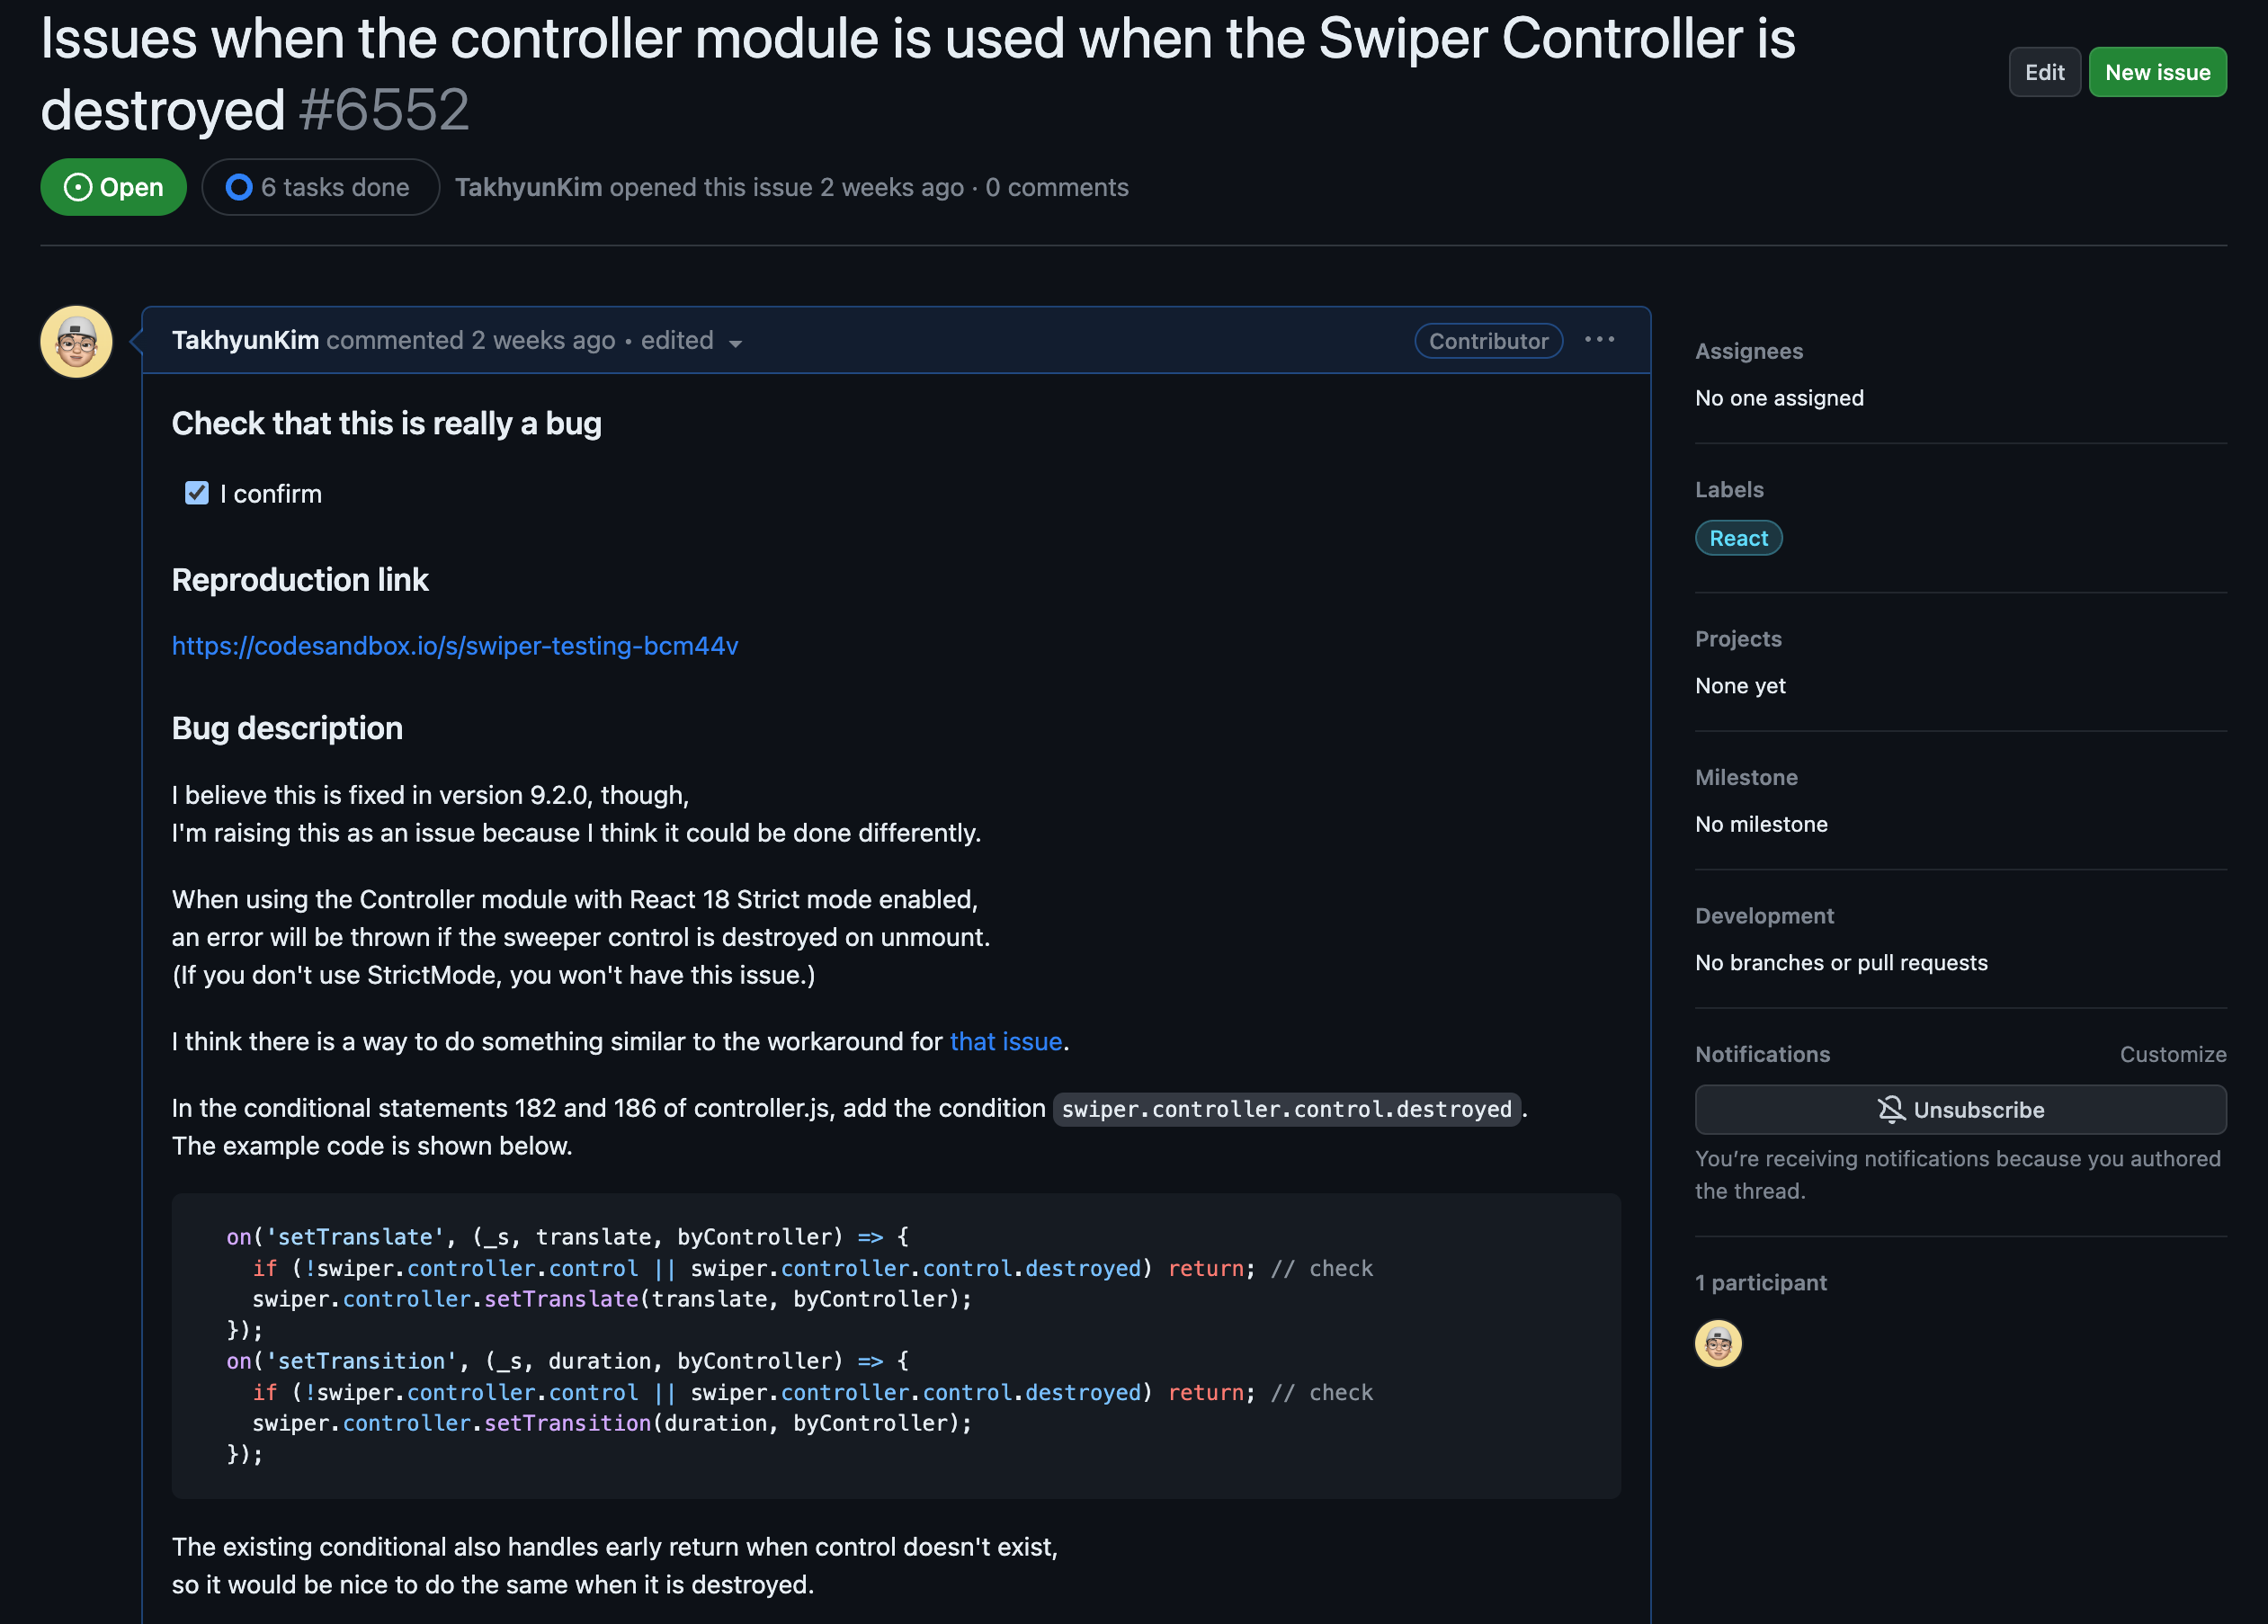 Issues when the controller module is used when the Swiper Controller is
destroyed #6552
Edit
New issue
Open
6 tasks done
TakhyunKim opened this issue 2 weeks ago · 0 comments
TakhyunKim commented 2 weeks ago • edited
Contributor
Check that this is really a bug
I confirm
Reproduction link
https://codesandbox.io/s/swiper-testing-bcm44v
Bug description
I believe this is fixed in version 9.2.0, though,
I'm raising this as an issue because I think it could be done differently.
When using the Controller module with React 18 Strict mode enabled,
an error will be thrown if the sweeper control is destroyed on unmount.
(If you don't use StrictMode, you won't have this issue.)
I think there is a way to do something similar to the workaround for that issue.
In the conditional statements 182 and 186 of controller.js, add the condition swiper.controller.control.destroyed.
The example code is shown below.
on('setTranslate', (_s, translate, byController) => {
if (!swiper.controller.control || swiper.controller.control.destroyed) return; // check
swiper.controller.setTranslate(translate, byController);
});
on('setTransition', (_s, duration, byController) => {
if (!swiper.controller.control || swiper.controller.control.destroyed) return; // check
swiper.controller.setTransition(duration, byController);
});
The existing conditional also handles early return when control doesn't exist,
so it would be nice to do the same when it is destroyed.
Assignees
No one assigned
Labels
React
Projects
None yet
Milestone
No milestone
Development
No branches or pull requests
Notifications
Customize
Unsubscribe
You're receiving notifications because you authored
the thread.
1 participant